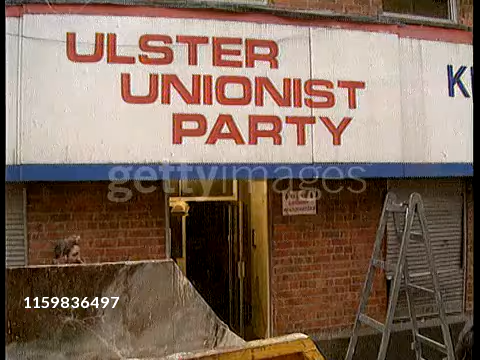 ULSTER
UNIONIST
PARTY
K
gettyimages
1159836497